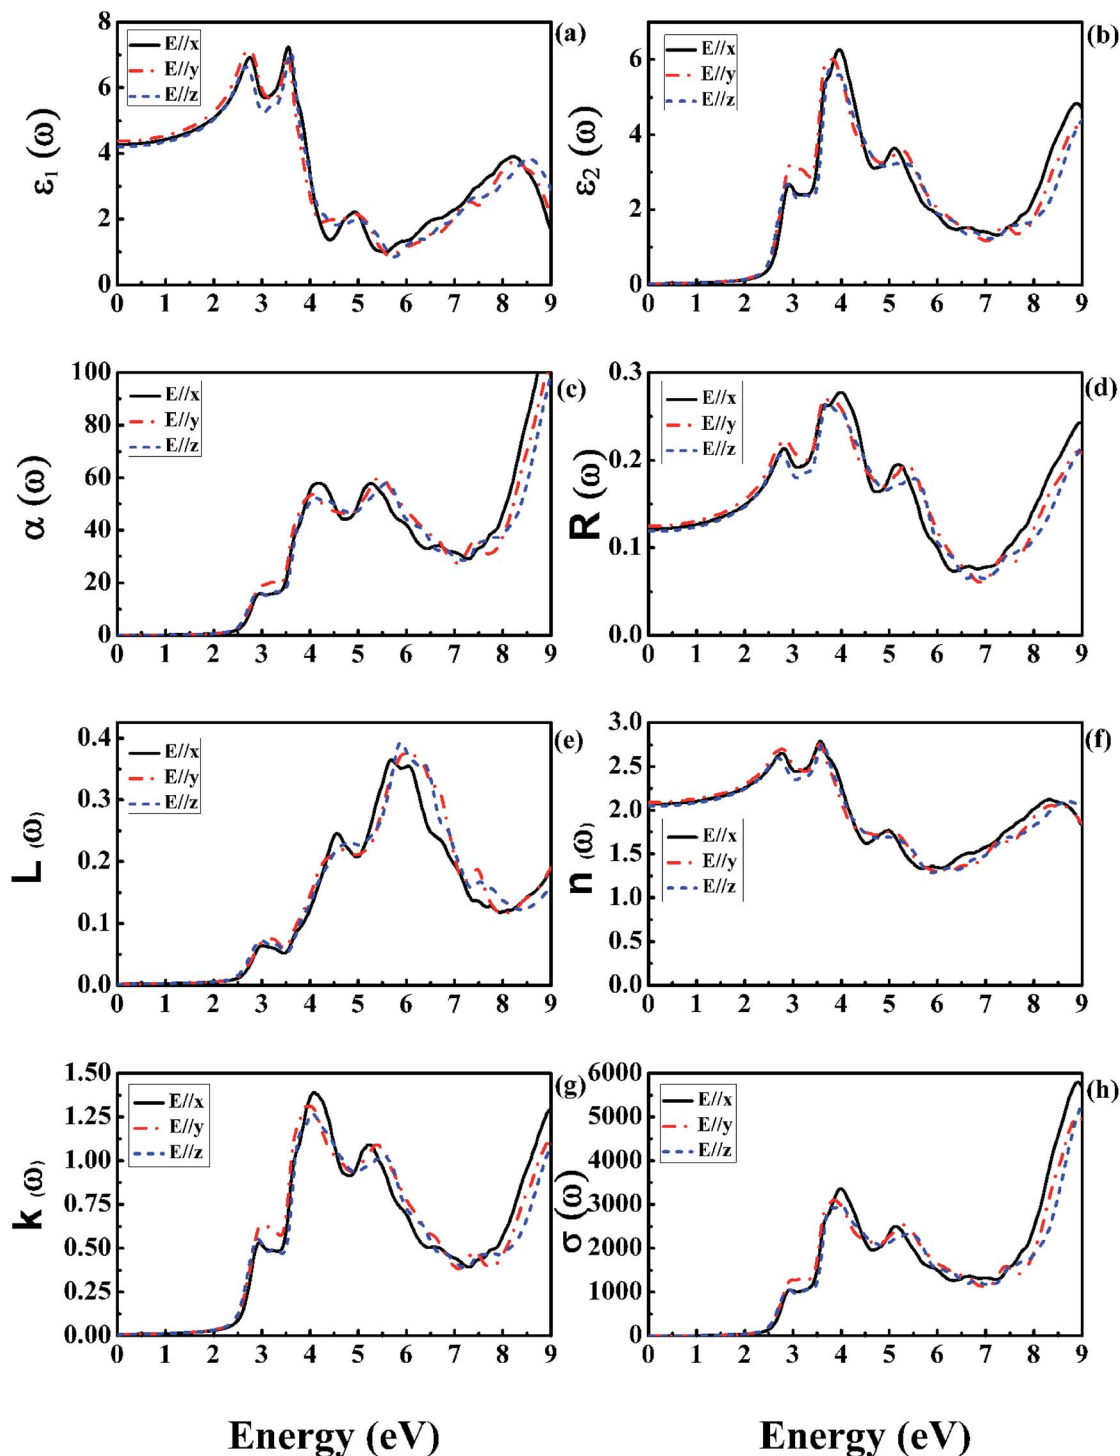 8
6
4
2
0
ε₁ (ω)
E//x
E//y
E//z
(a)
0 1 2 3 4 5 6 7 8 9
6
4
2
0
ε₂ (ω)
E//x
E//y
E//z
(b)
0 1 2 3 4 5 6 7 8 9
100
80
60
40
20
0
α (ω)
E//x
E//y
E//z
(c)
0 1 2 3 4 5 6 7 8 9
0.3
0.2
0.1
0.0
R (ω)
E//x
E//y
E//z
(d)
0 1 2 3 4 5 6 7 8 9
0.4
0.3
0.2
0.1
0.0
L (ω)
E//x
E//y
E//z
(e)
0 1 2 3 4 5 6 7 8 9
3.0
2.5
2.0
1.5
1.0
0.5
0.0
n (ω)
E//x
E//y
E//z
(f)
0 1 2 3 4 5 6 7 8 9
1.50
1.25
1.00
0.75
0.50
0.25
0.00
k (ω)
E//x
E//y
E//z
(g)
0 1 2 3 4 5 6 7 8 9
6000
5000
4000
3000
2000
1000
0
σ (ω)
E//x
E//y
E//z
(h)
0 1 2 3 4 5 6 7 8 9
Energy (eV)
Energy (eV)